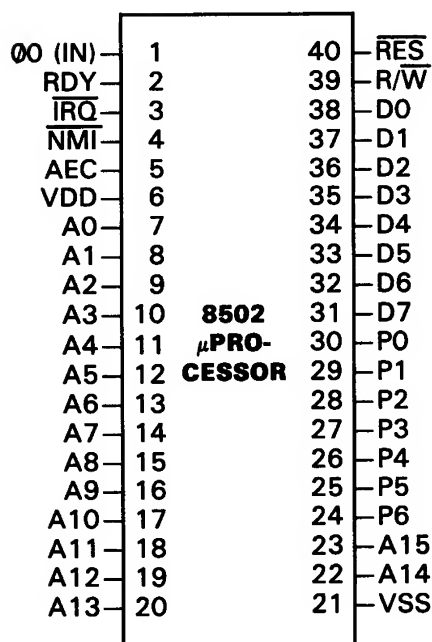 Ø0 (IN) 1 40 R̅E̅S̅
RDY 2 39 R/W̅
I̅R̅Q̅ 3 38 D0
N̅M̅I̅ 4 37 D1
AEC 5 36 D2
VDD 6 35 D3
A0 7 34 D4
A1 8 33 D5
A2 9 32 D6
A3 10 8502 31 D7
A4 11 μPRO- 30 P0
A5 12 CESSOR 29 P1
A6 13 28 P2
A7 14 27 P3
A8 15 26 P4
A9 16 25 P5
A10 17 24 P6
A11 18 23 A15
A12 19 22 A14
A13 20 21 VSS